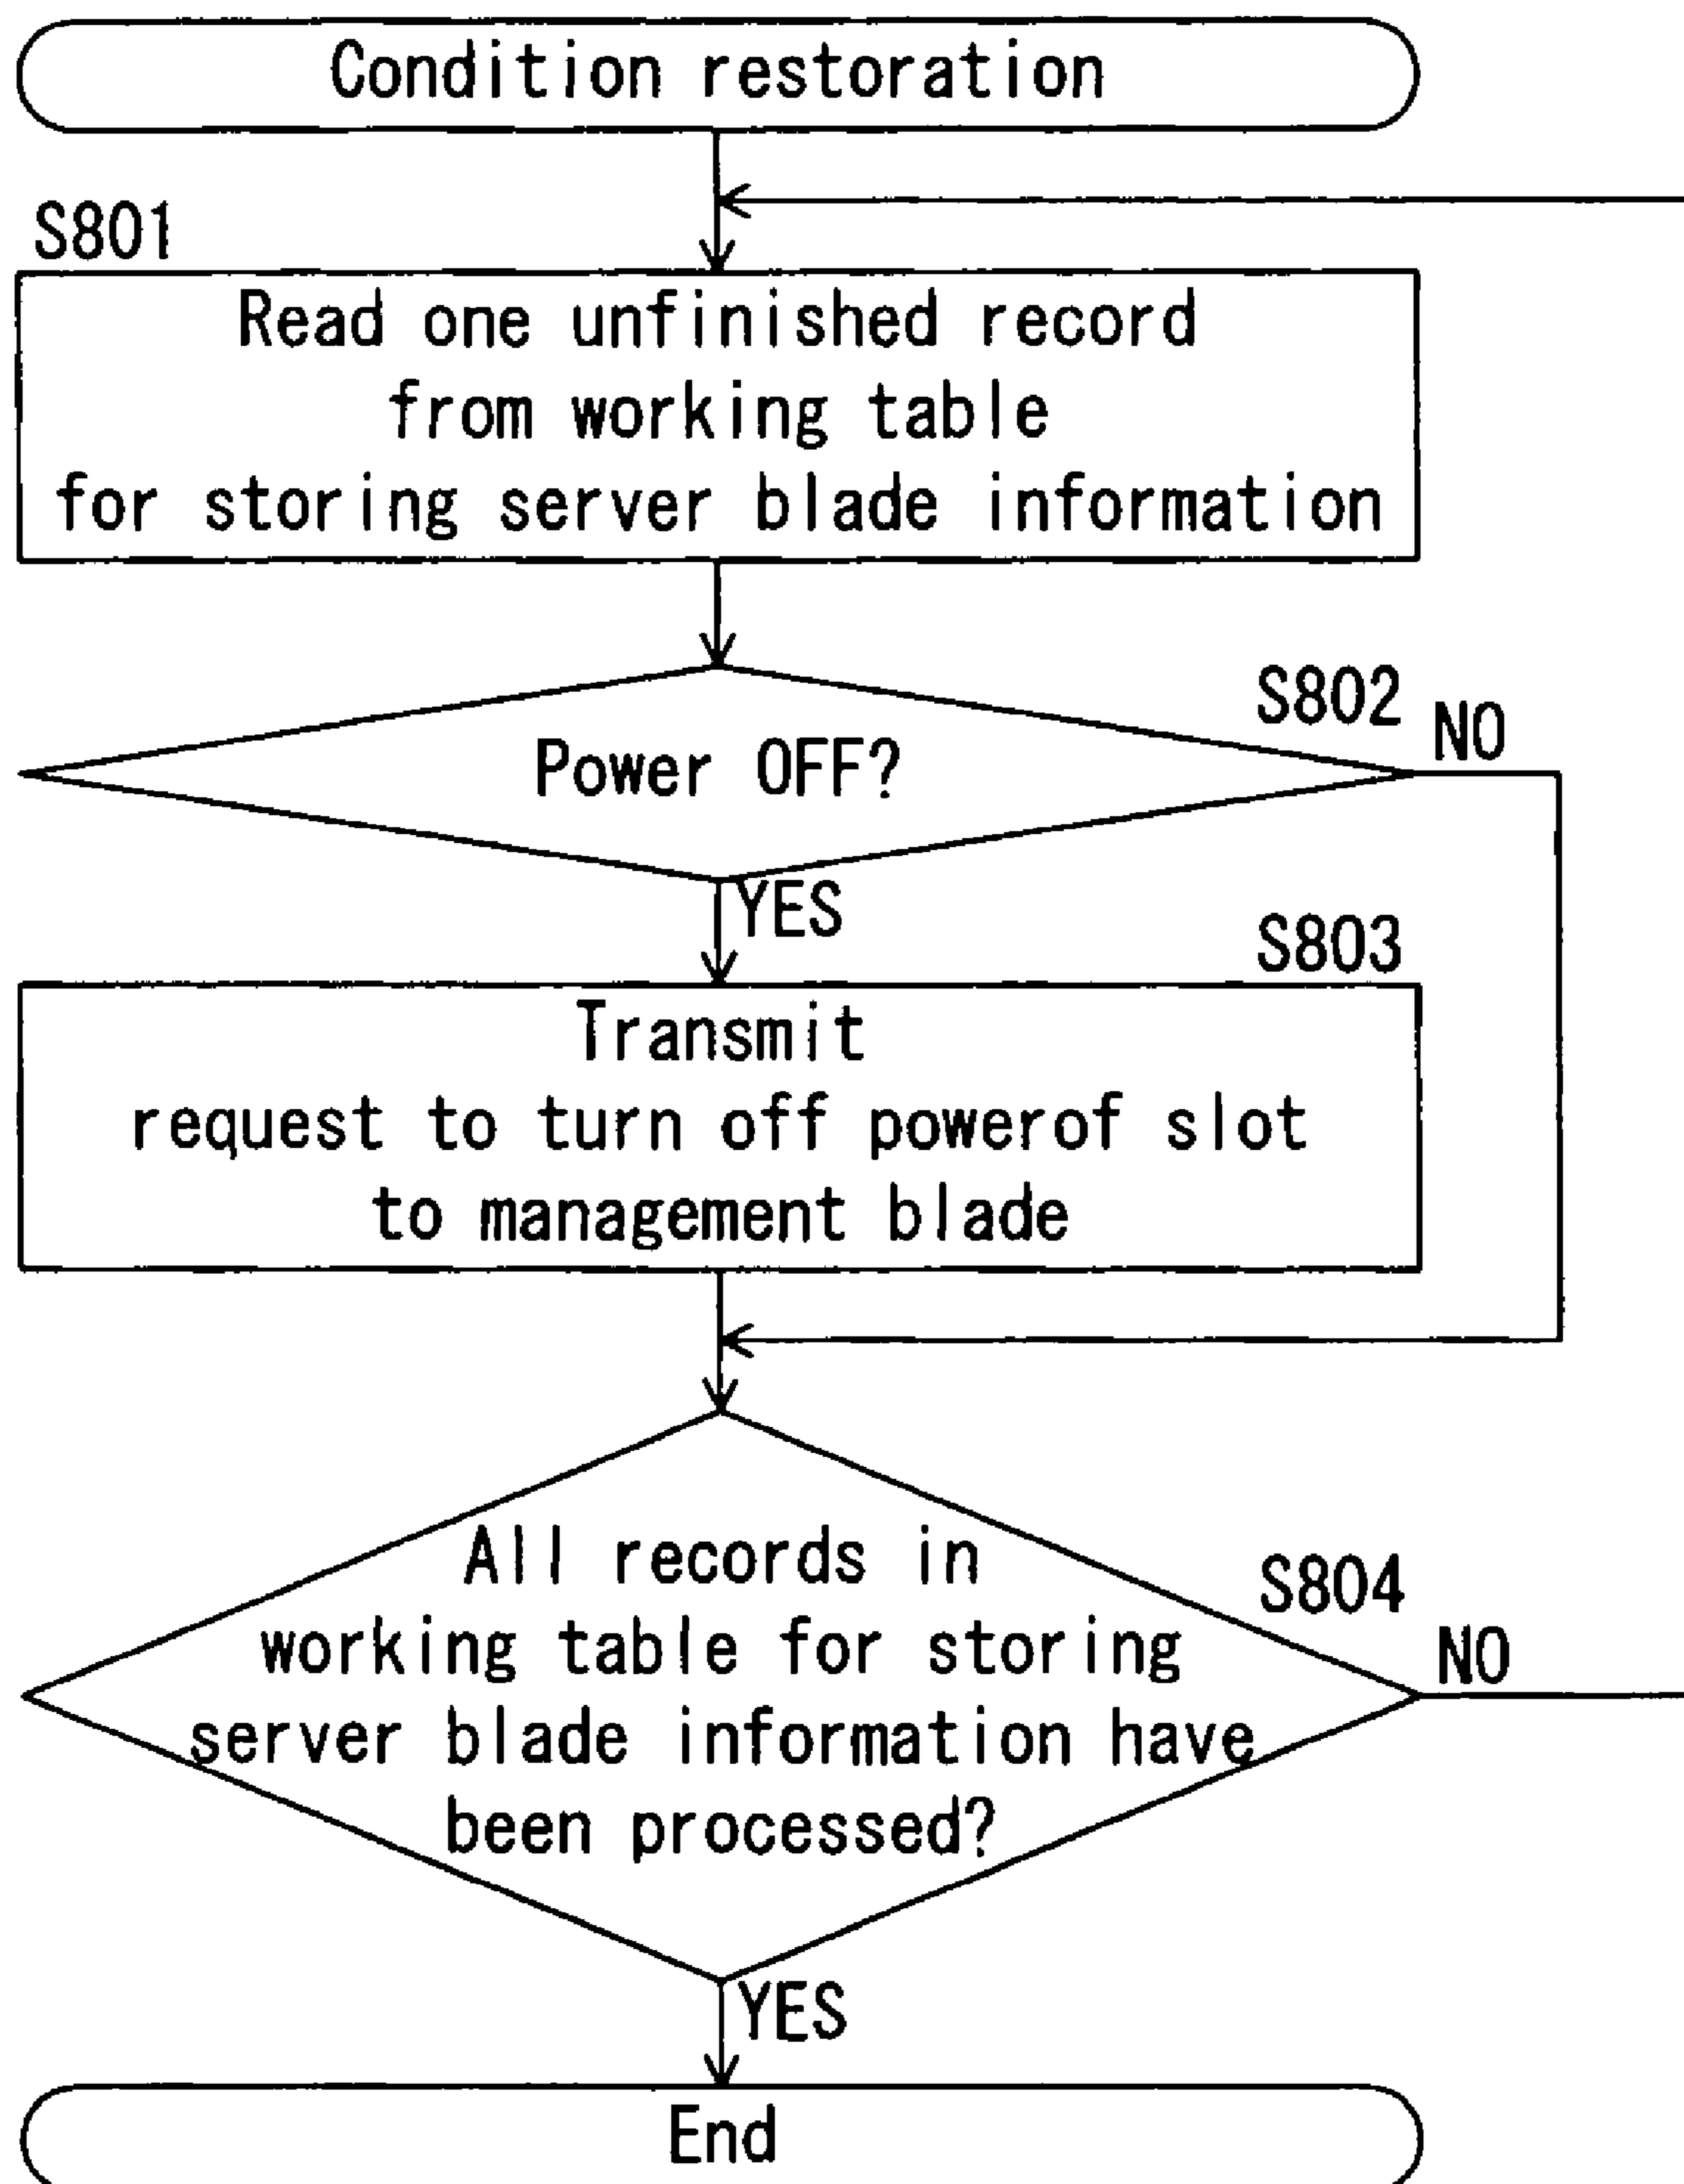 Condition restoration
S801
Read one unfinished record
from working table
for storing server blade information
S802
NO
Power OFF?
YES
S803
Transmit
request to turn off powerof slot
to management blade
All records in
S804
working table for storing
NO
server blade information have
been processed?
YES
End